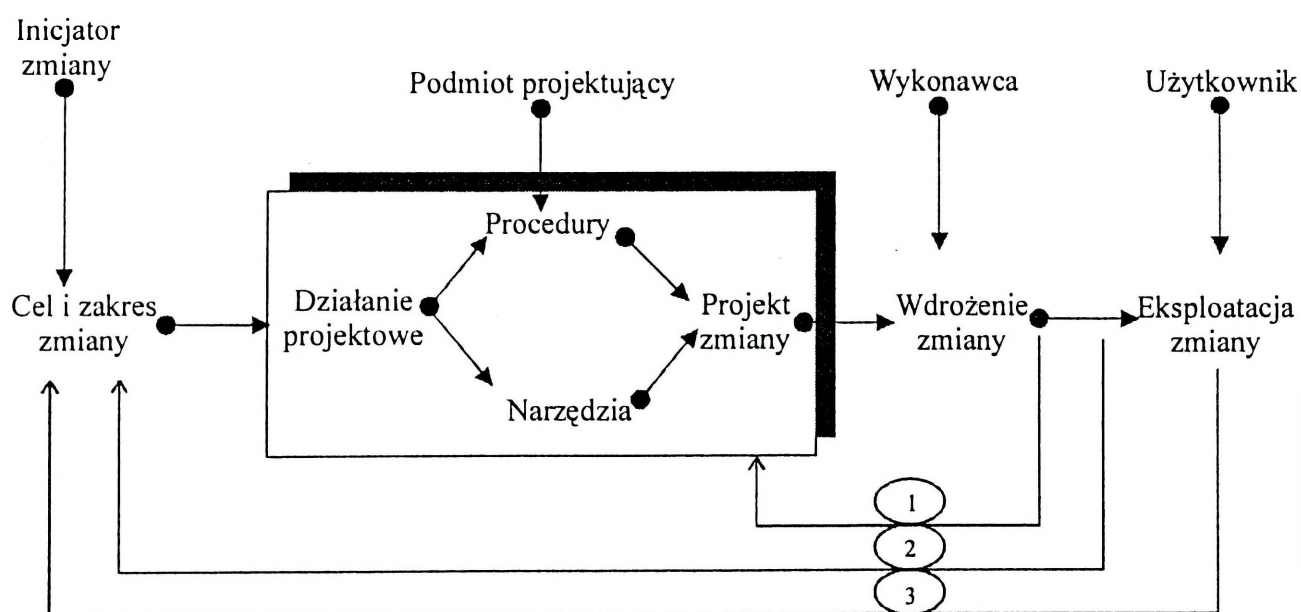 Inicjator
zmiany
Podmiot projektujący
Wykonawca
Użytkownik
Procedury
Cel i zakres
zmiany
Działanie
projektowe
Projekt
zmiany
Wdrożenie
zmiany
Eksploatacja
zmiany
Narzędzia
1
2
3